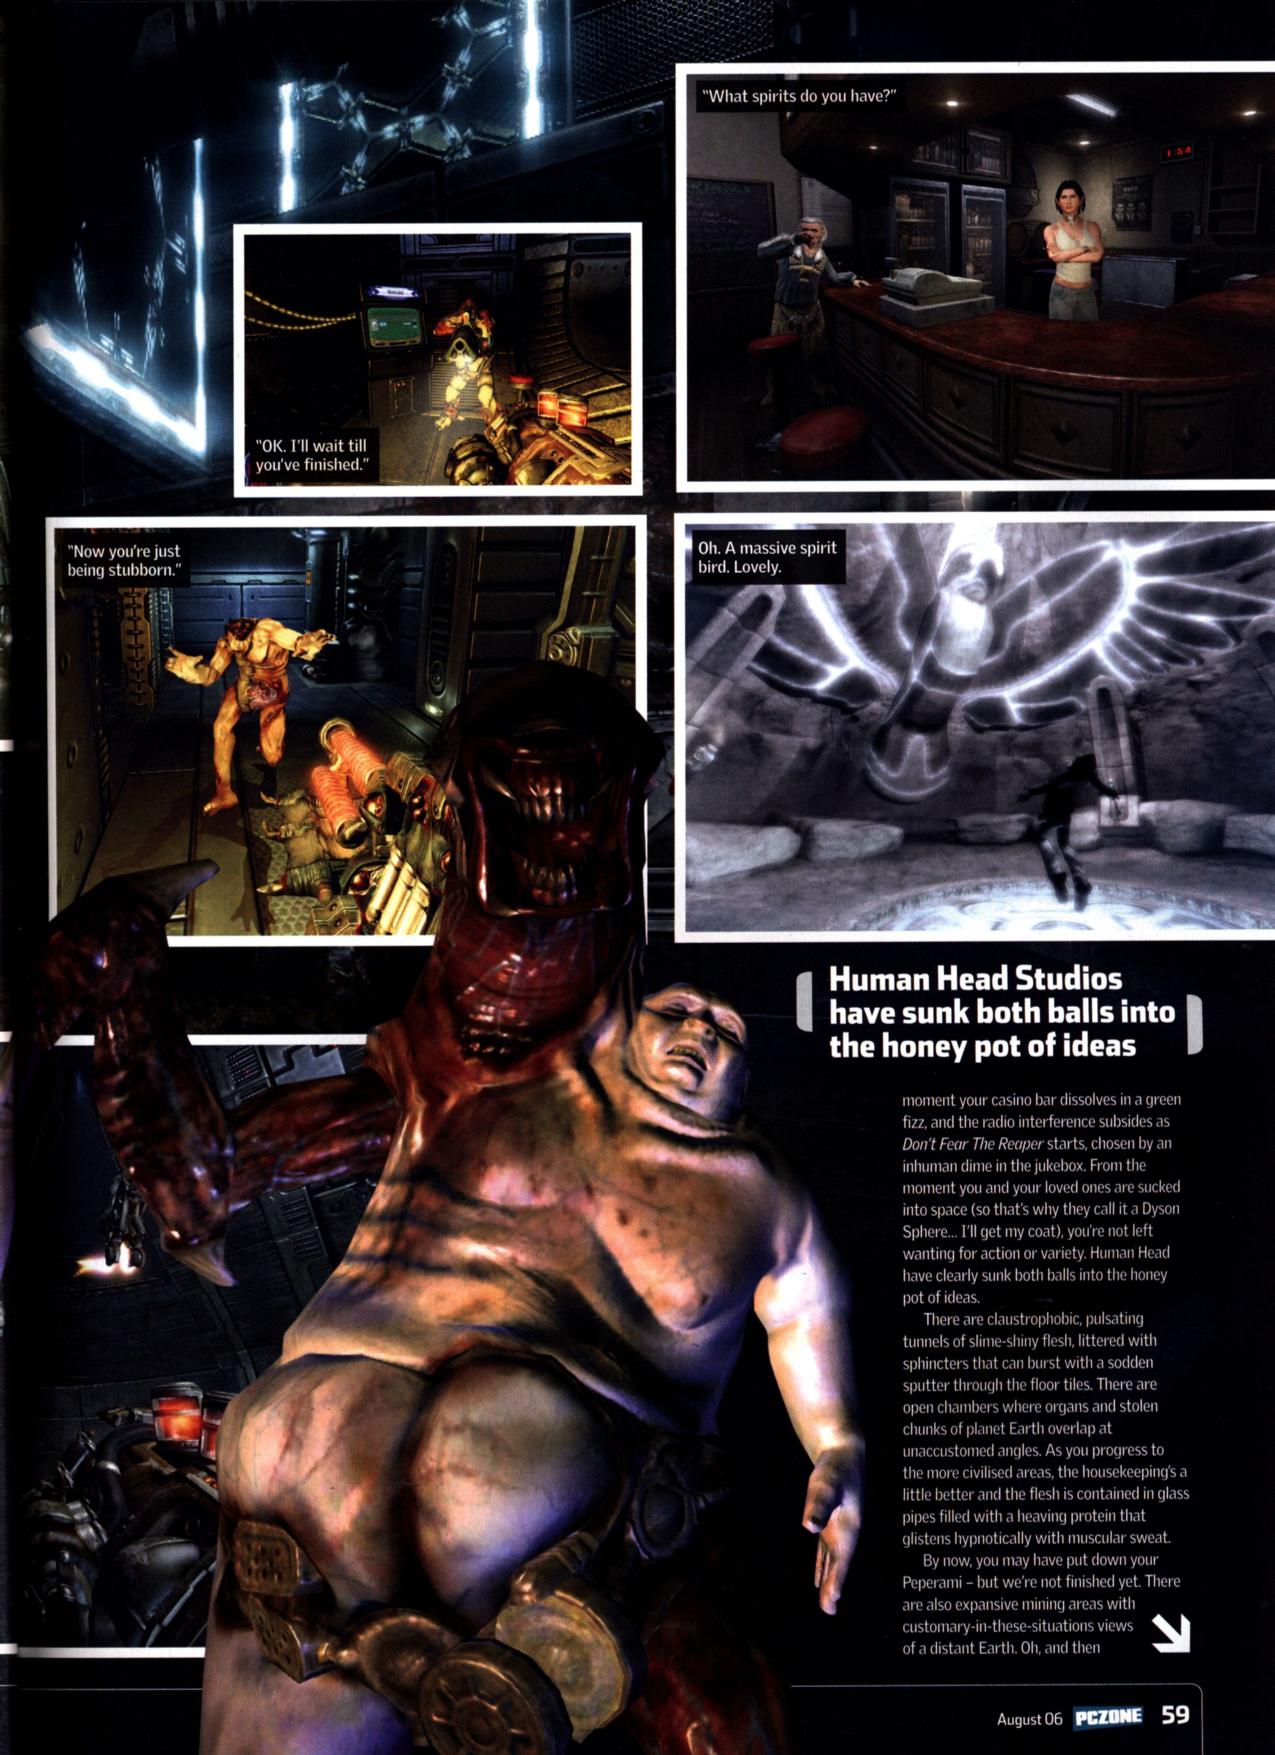 "What spirits do you have?"
1:54
"OK. I'll wait till
you've finished."
"Now you're just
being stubborn."
Oh. A massive spirit
bird. Lovely.
Human Head Studios
have sunk both balls into
the honey pot of ideas
moment your casino bar dissolves in a green
fizz, and the radio interference subsides as
Don't Fear The Reaper starts, chosen by an
inhuman dime in the jukebox. From the
moment you and your loved ones are sucked
into space (so that's why they call it a Dyson
Sphere... I'll get my coat), you're not left
wanting for action or variety. Human Head
have clearly sunk both balls into the honey
pot of ideas.
There are claustrophobic, pulsating
tunnels of slime-shiny flesh, littered with
sphincters that can burst with a sodden
sputter through the floor tiles. There are
open chambers where organs and stolen
chunks of planet Earth overlap at
unaccustomed angles. As you progress to
the more civilised areas, the housekeeping's a
little better and the flesh is contained in glass
pipes filled with a heaving protein that
glistens hypnotically with muscular sweat.
By now, you may have put down your
Peperami – but we're not finished yet. There
are also expansive mining areas with
customary-in-these-situations views
of a distant Earth. Oh, and then
August 06 PCZONE 59